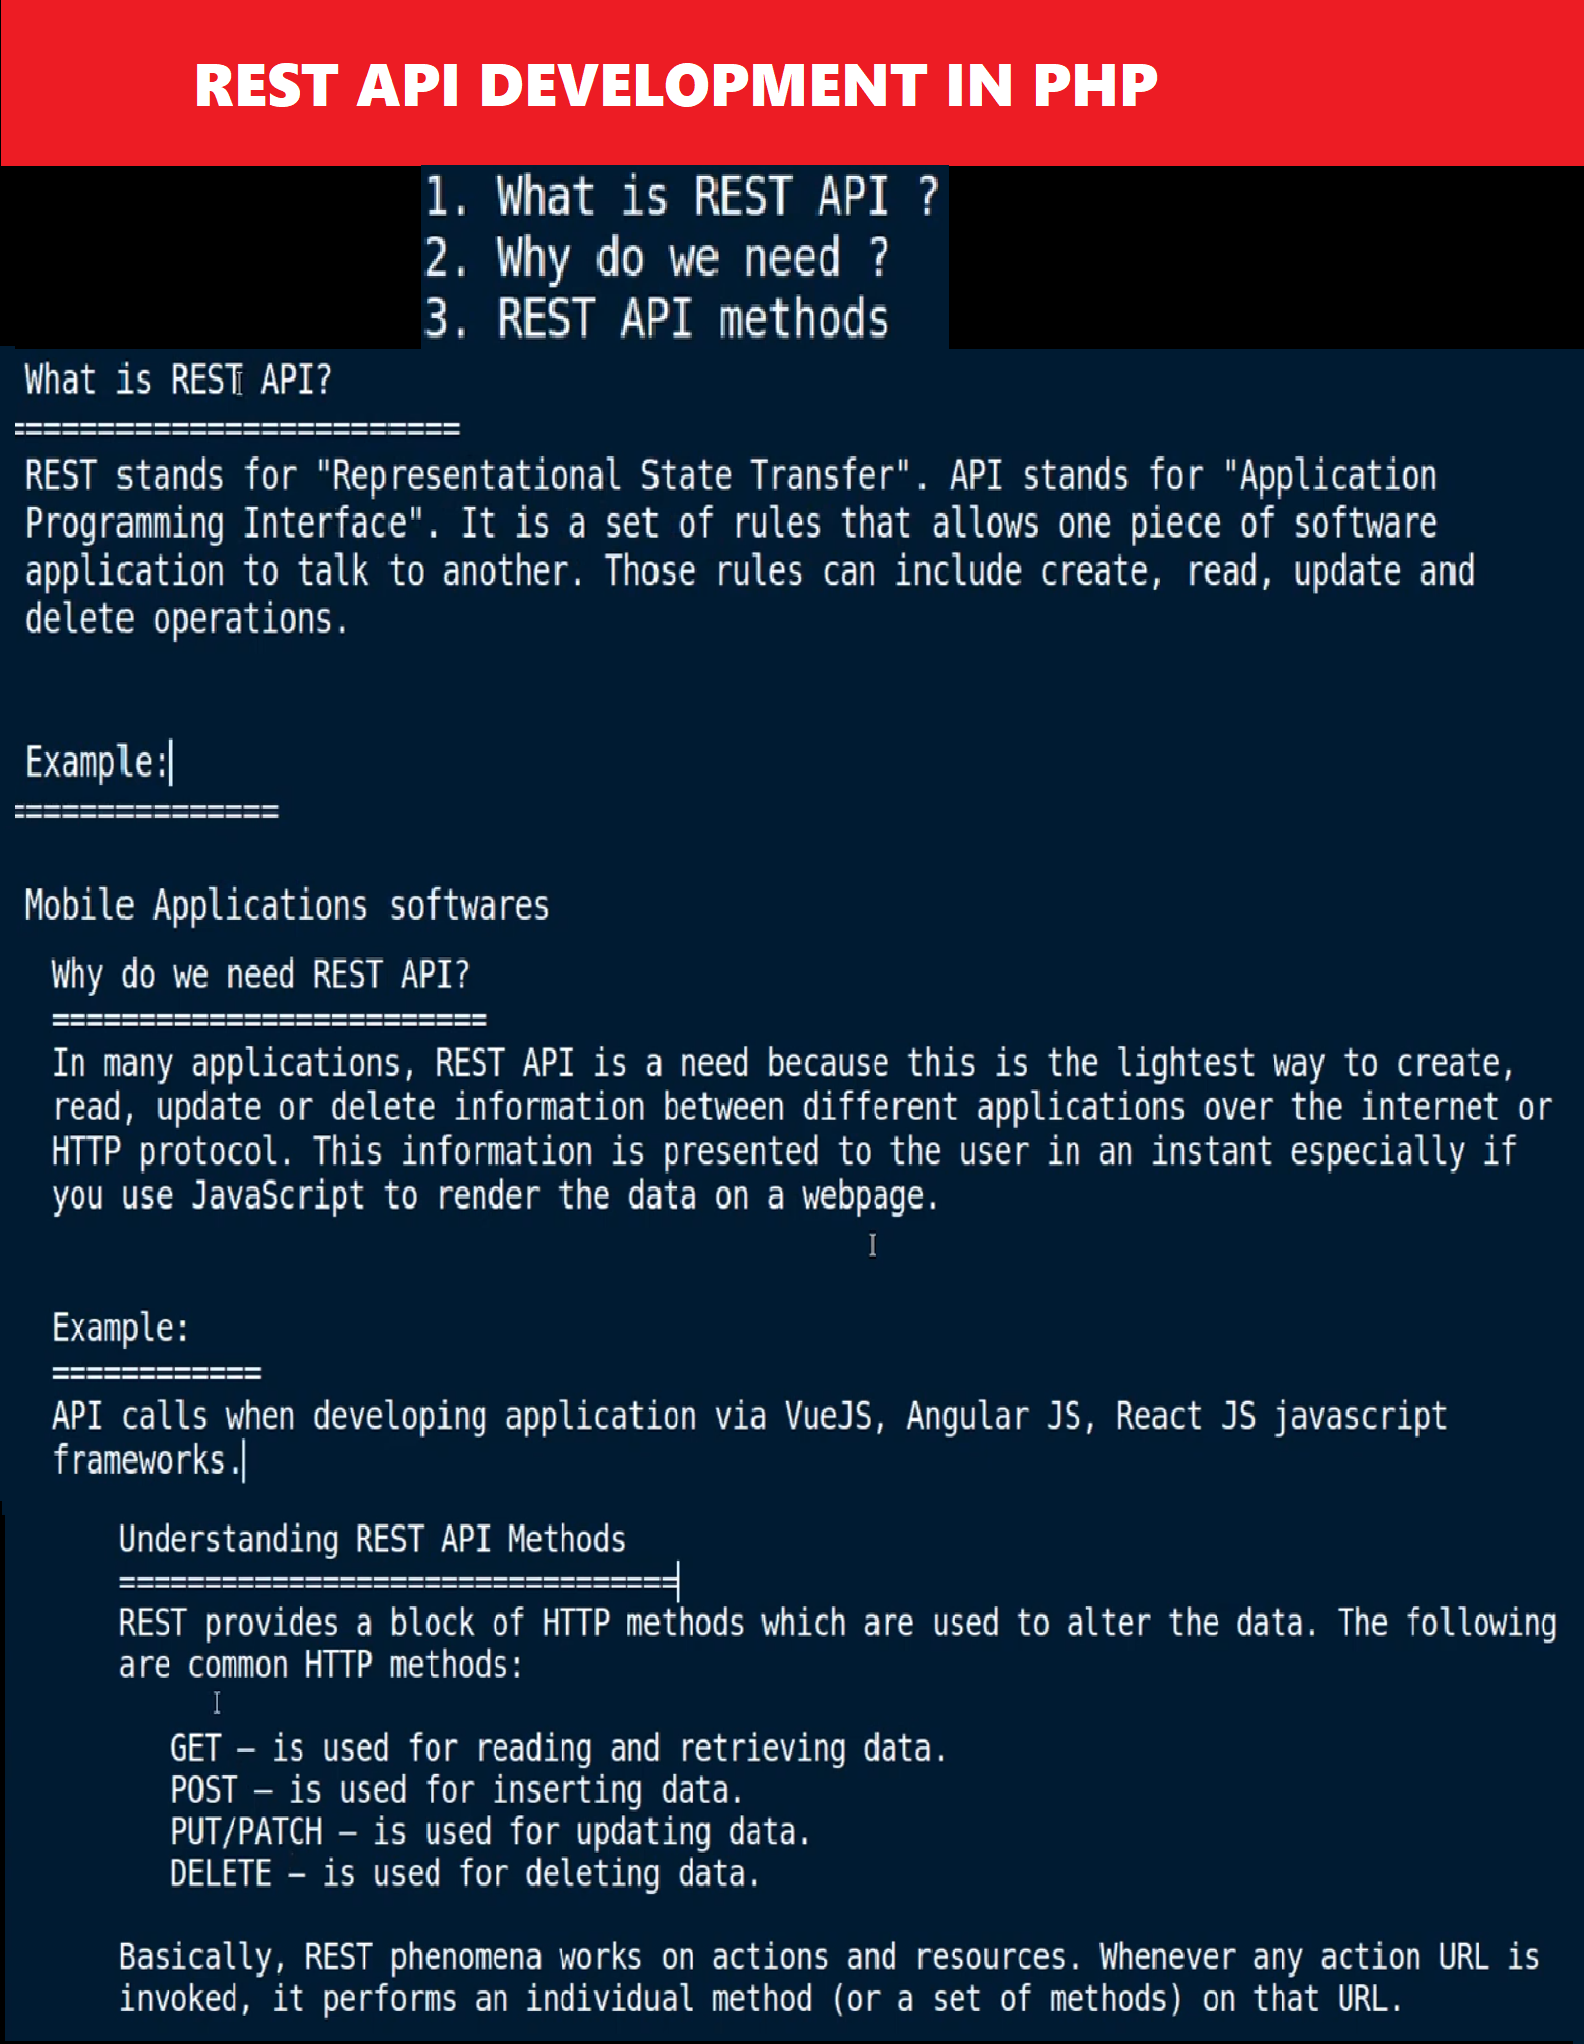 REST API DEVELOPMENT IN PHP
1. What is REST API ?
2. Why do we need ?
3. REST API methods
What is REST API?
=========================
REST stands for "Representational State Transfer". API stands for "Application
Programming Interface". It is a set of rules that allows one piece of software
application to talk to another. Those rules can include create, read, update and
delete operations.
Example:
===============
Mobile Applications softwares
Why do we need REST API?
=========================
In many applications, REST API is a need because this is the lightest way to create,
read, update or delete information between different applications over the internet or
HTTP protocol. This information is presented to the user in an instant especially if
you use JavaScript to render the data on a webpage.
Example:
============
API calls when developing application via VueJS, Angular JS, React JS javascript
frameworks.
Understanding REST API Methods
=================================
REST provides a block of HTTP methods which are used to alter the data. The following
are common HTTP methods:
GET – is used for reading and retrieving data.
POST – is used for inserting data.
PUT/PATCH – is used for updating data.
DELETE – is used for deleting data.
Basically, REST phenomena works on actions and resources. Whenever any action URL is
invoked, it performs an individual method (or a set of methods) on that URL.